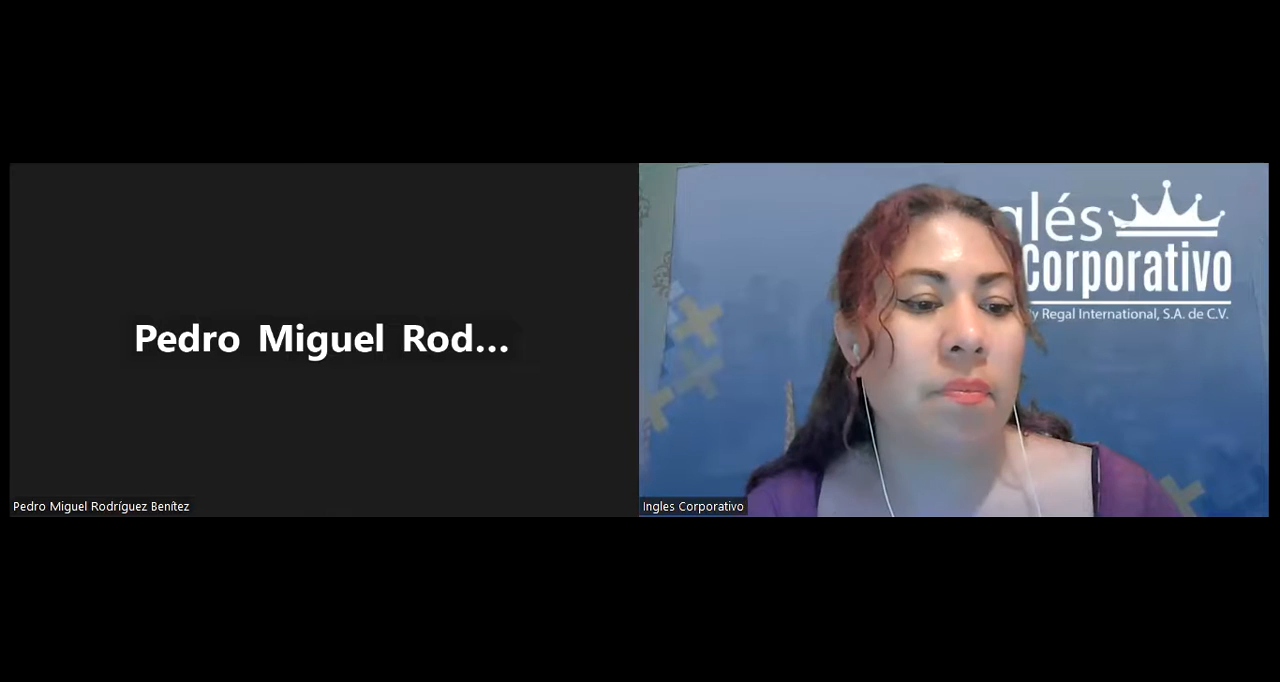 Pedro Miguel Rod...
Pedro Miguel Rodríguez Benítez
glés
Corporativo
y Regal International, S.A. de C.V.
Ingles Corporativo